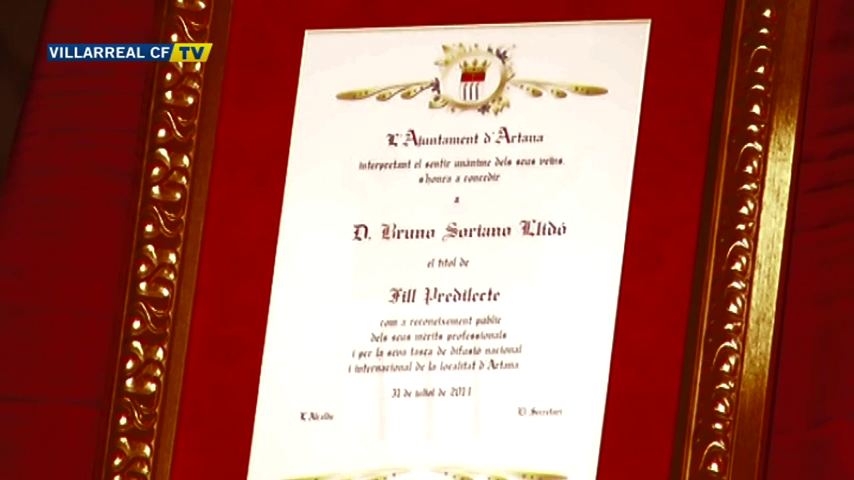 VILLARREAL CF TV
L'Ajuntament d'Artana
interpretant el sentir unànime dels seus veïns,
s'honra a concedir
a
D. Bruno Soriano Llidó
el títol de
Fill Predilecte
com a reconeixement públic
dels seus mèrits professionals
i per la seva tasca de difusió nacional
i internacional de la localitat d'Artana
31 de juliol de 2011
L'Alcalde El Secretari